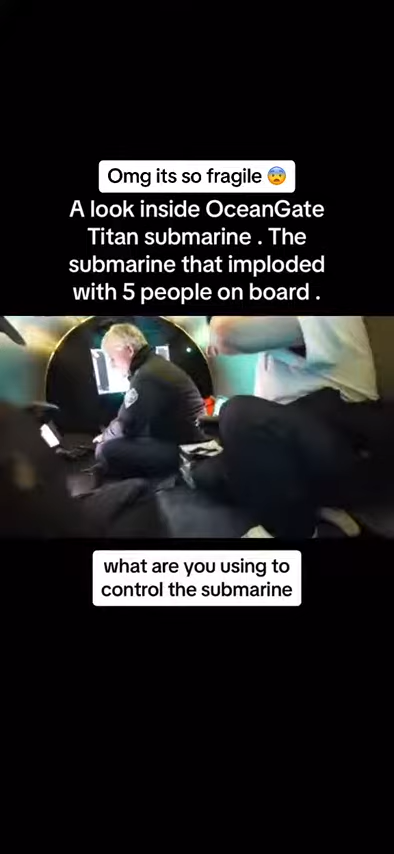 Omg its so fragile 😨
A look inside OceanGate
Titan submarine . The
submarine that imploded
with 5 people on board .
what are you using to
control the submarine